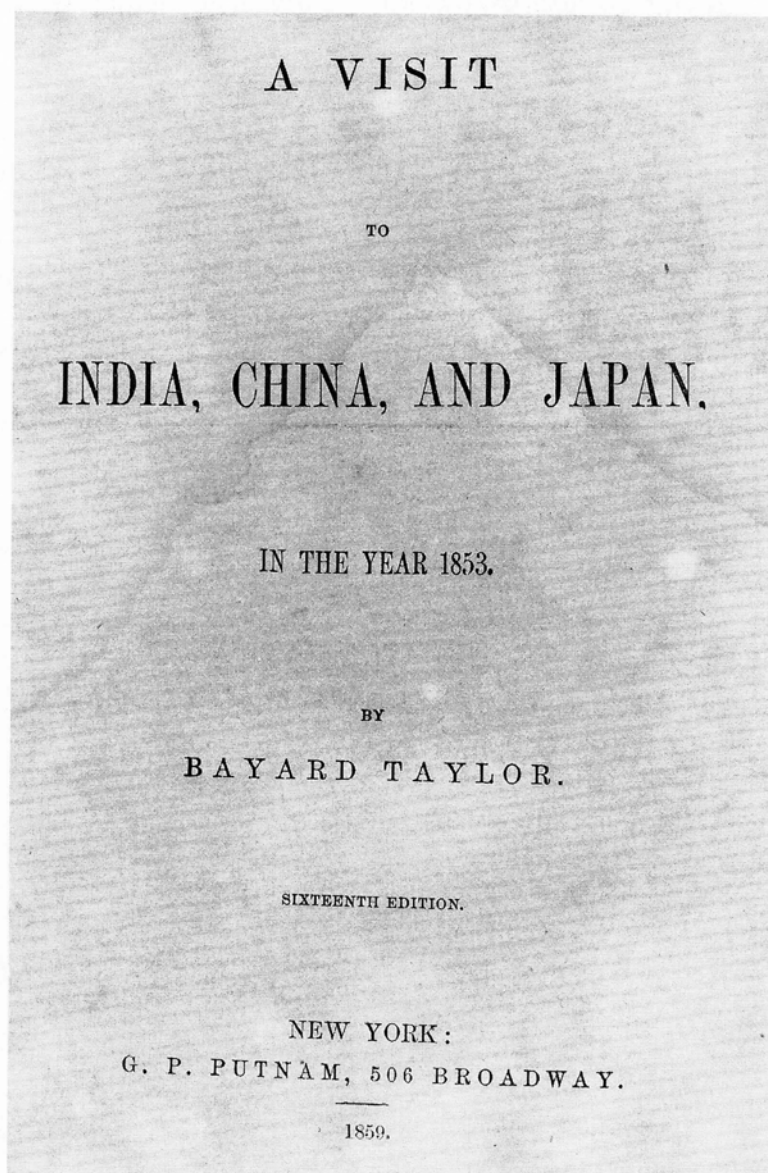 A VISIT
TO
INDIA, CHINA, AND JAPAN.
IN THE YEAR 1853.
BY
BAYARD TAYLOR.
SIXTEENTH EDITION.
NEW YORK:
G. P. PUTNAM, 506 BROADWAY.
1859.